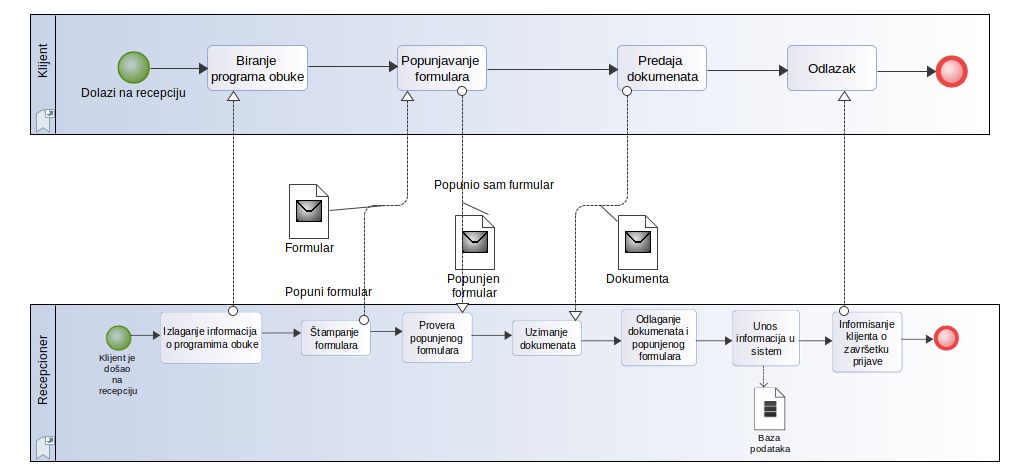 Klijent
Dolazi na recepciju
Biranje
programa obuke
Popunjavanje
formulara
Predaja
dokumenata
Odlazak
Formular
Popuni formular
Popunio sam furmular
Popunjen
formular
Dokumenta
Recepcioner
Klijent je
došao
na
recepciju
Izlaganje informacija
o programima obuke
Štampanje
formulara
Provera
popunjenog
formulara
Uzimanje
dokumenata
Odlaganje
dokumenata i
popunjenog
formulara
Unos
informacija u
sistem
Informisanje
klijenta o
završetku
prijave
Baza
podataka